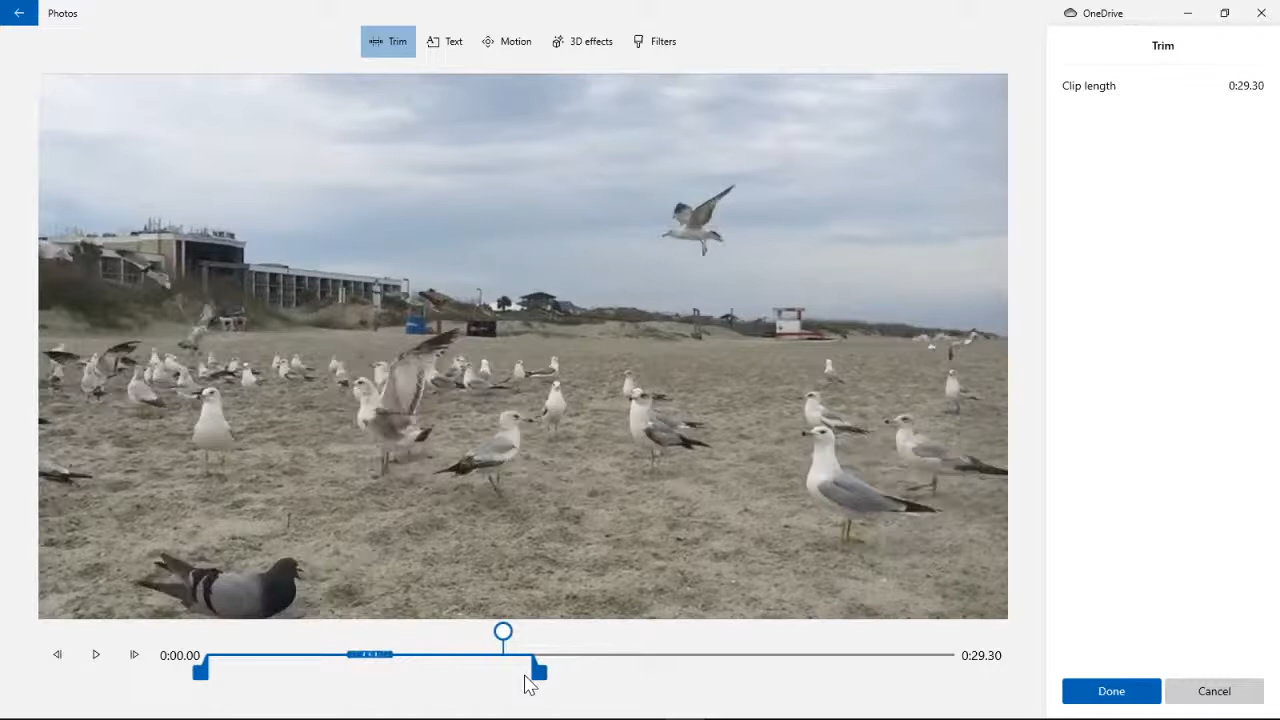 Photos
OneDrive
Trim
Text
Motion
3D effects
Filters
Trim
Clip length
0:29.30
0:00.00
0:29.30
Done
Cancel